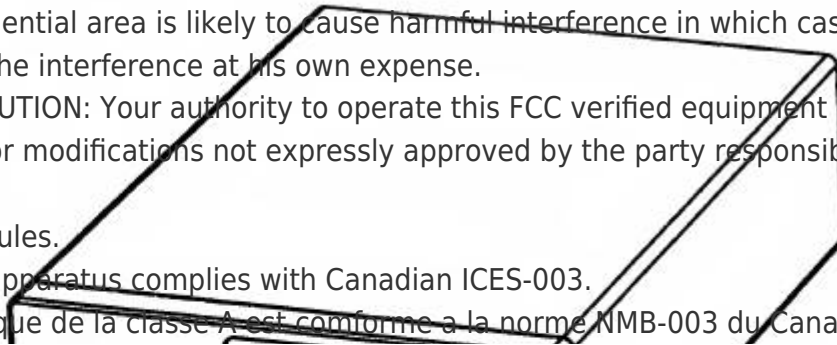 ential area is likely to cause harmful interference in which cas
he interference at his own expense.
UTION: Your authority to operate this FCC verified equipment
or modifications not expressly approved by the party responsib
ules.
apparatus complies with Canadian ICES-003.
que de la classe A est comforme a la norme NMB-003 du Cana